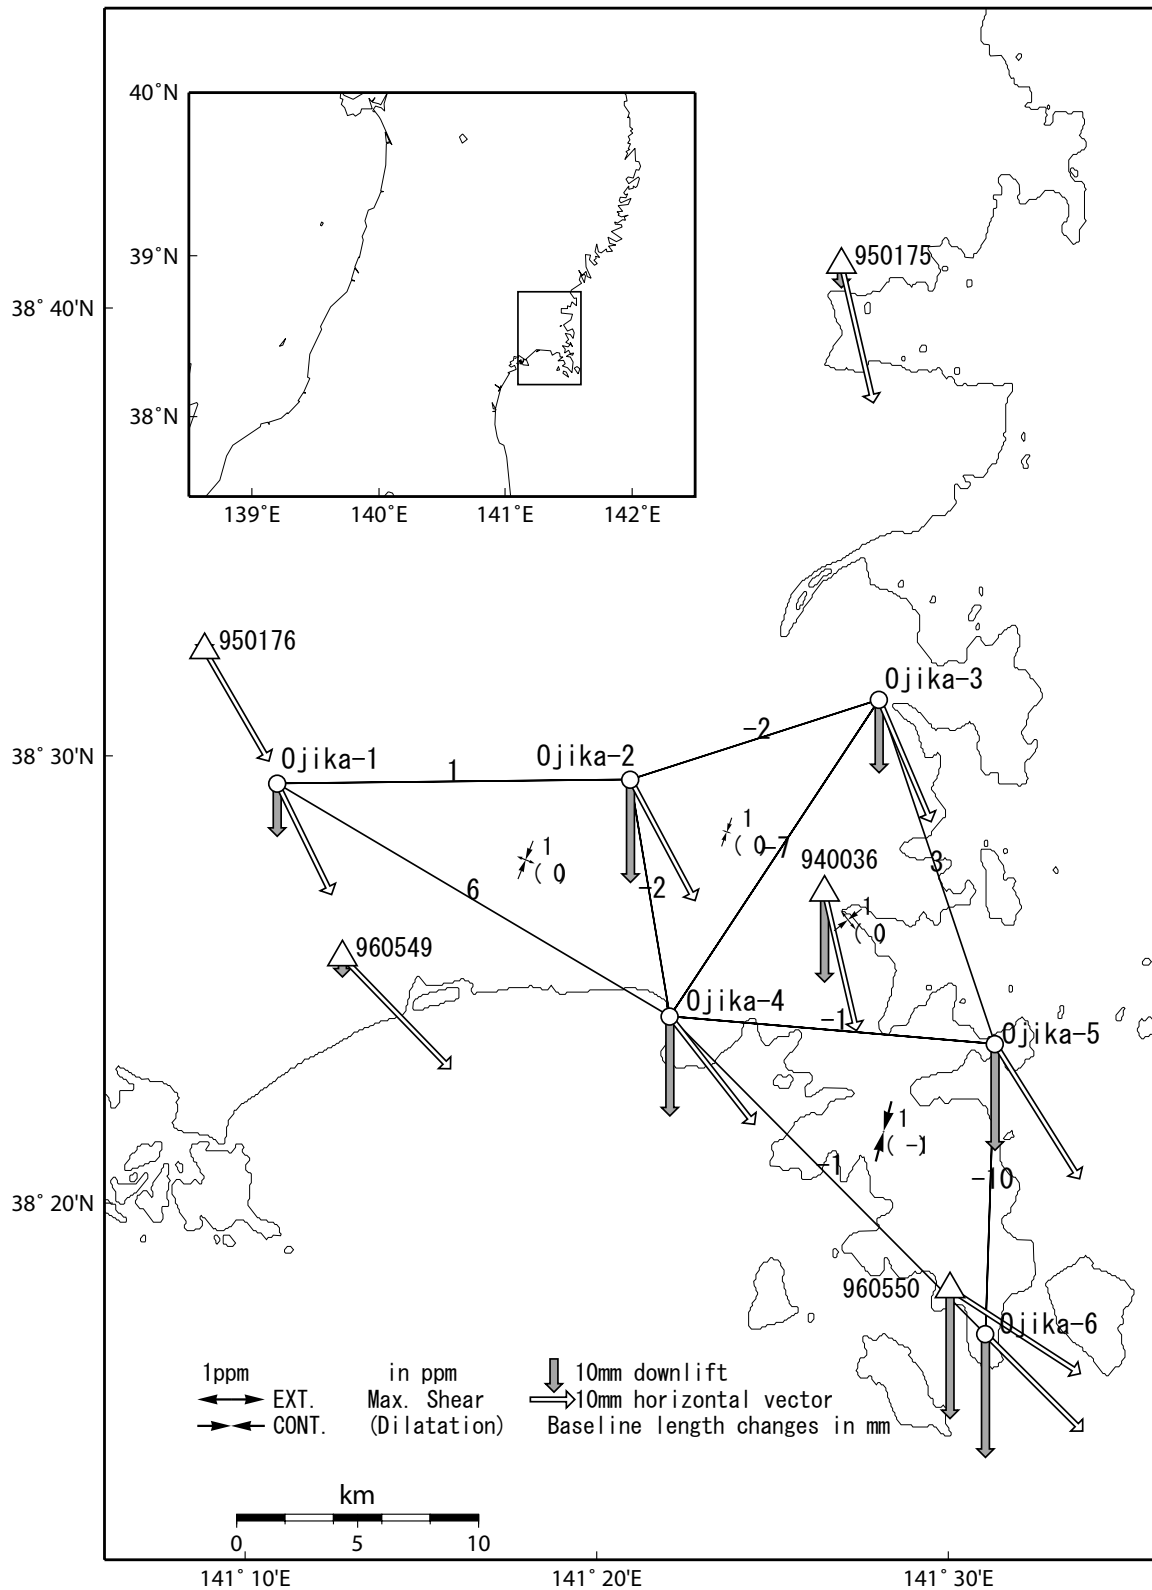 40°N
39°N
38°N
139°E
140°E
141°E
142°E
38° 40'N
38° 30'N
38° 20'N
950175
950176
Ojika-3
Ojika-1
Ojika-2
1
-2
1
( 0)
1
( 0)
-7
940036
3
6
-2
1
( 0)
960549
Ojika-4
-1
Ojika-5
1
( -1)
-1
-10
960550
Ojika-6
1ppm
in ppm
10mm downlift
EXT.
Max. Shear
10mm horizontal vector
CONT.
(Dilatation)
Baseline length changes in mm
km
0
5
10
141° 10'E
141° 20'E
141° 30'E